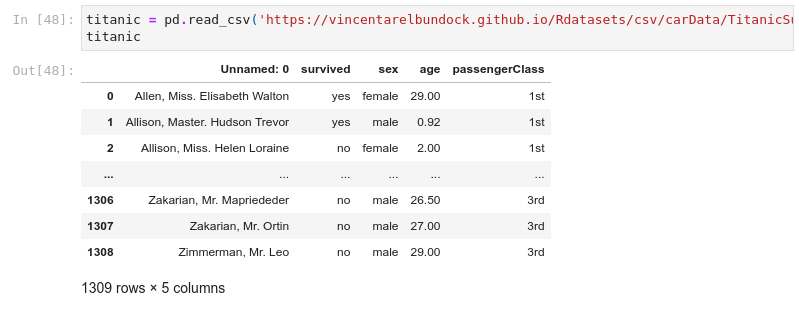 In [48]: titanic = pd.read_csv('https://vincentarelbundock.github.io/Rdatasets/csv/carData/TitanicSu
titanic
Out[48]:
Unnamed: 0 survived sex age passengerClass
0 Allen, Miss. Elisabeth Walton yes female 29.00 1st
1 Allison, Master. Hudson Trevor yes male 0.92 1st
2 Allison, Miss. Helen Loraine no female 2.00 1st
... ... ... ... ... ...
1306 Zakarian, Mr. Mapriededer no male 26.50 3rd
1307 Zakarian, Mr. Ortin no male 27.00 3rd
1308 Zimmerman, Mr. Leo no male 29.00 3rd
1309 rows × 5 columns